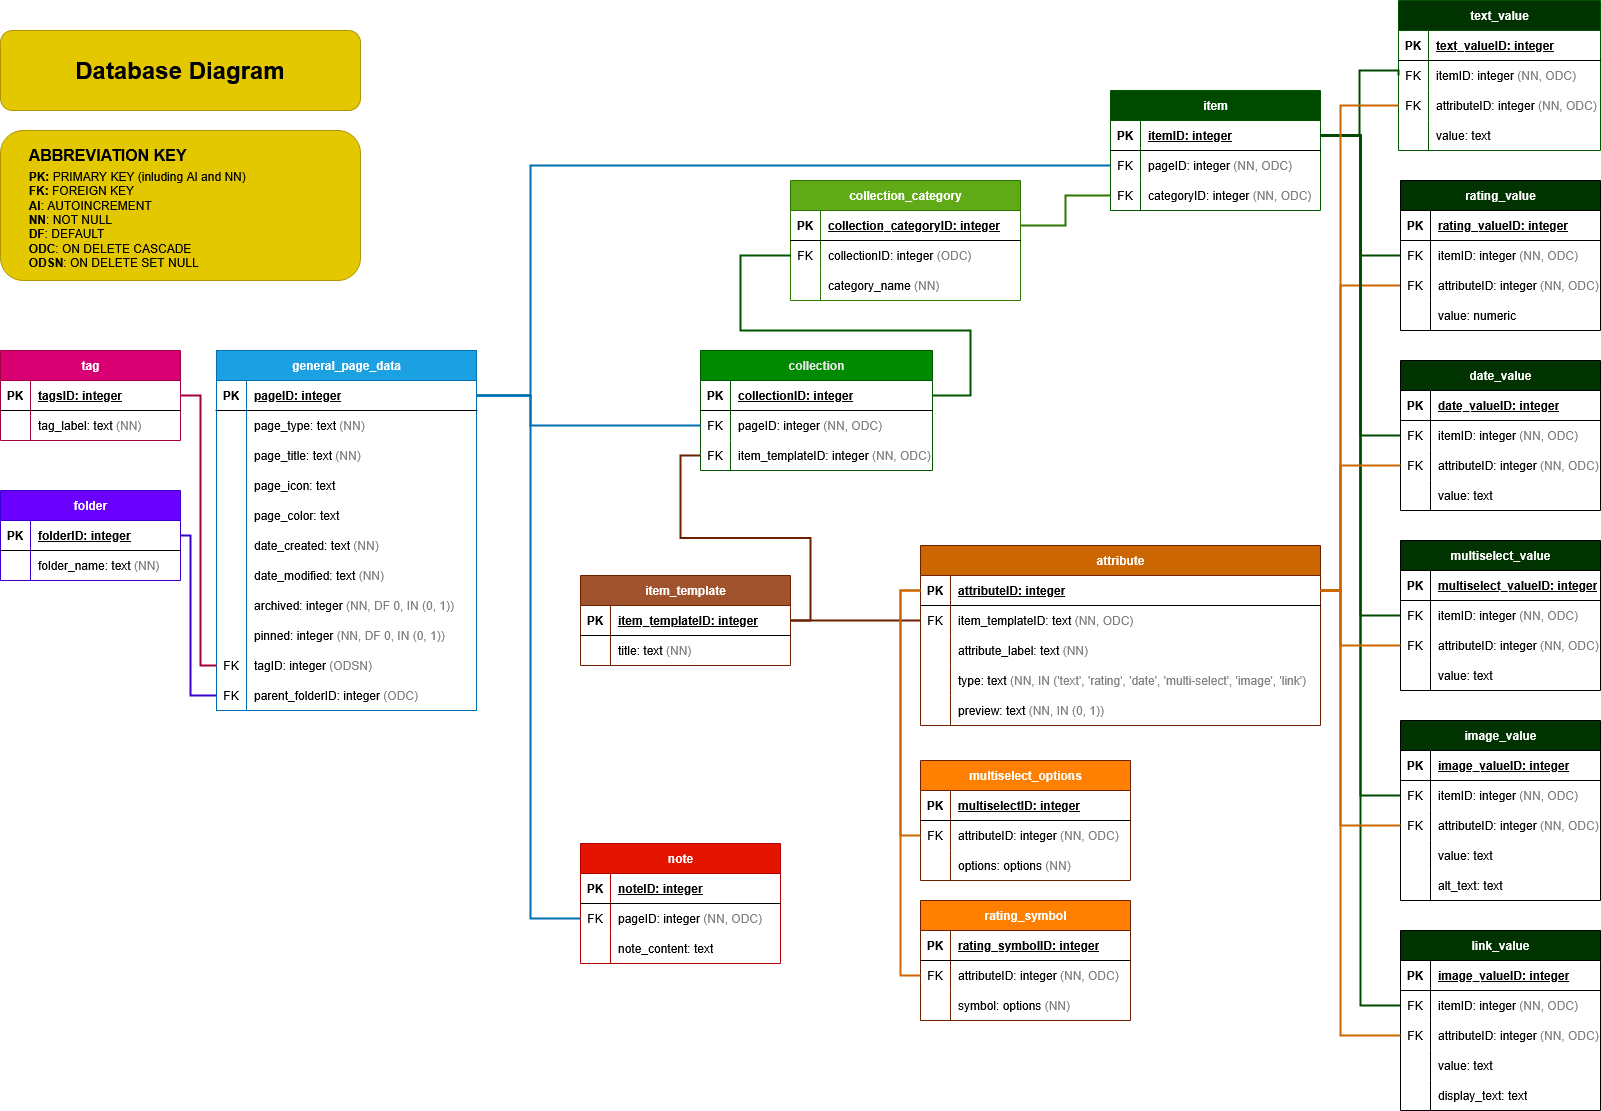 Database Diagram
ABBREVIATION KEY
PK: PRIMARY KEY (inluding AI and NN)
FK: FOREIGN KEY
AI: AUTOINCREMENT
NN: NOT NULL
DF: DEFAULT
ODC: ON DELETE CASCADE
ODSN: ON DELETE SET NULL
tag
PK tagsID: integer
tag_label: text (NN)
folder
PK folderID: integer
folder_name: text (NN)
general_page_data
PK pageID: integer
page_type: text (NN)
page_title: text (NN)
page_icon: text
page_color: text
date_created: text (NN)
date_modified: text (NN)
archived: integer (NN, DF 0, IN (0, 1))
pinned: integer (NN, DF 0, IN (0, 1))
FK tagID: integer (ODSN)
FK parent_folderID: integer (ODC)
collection_category
PK collection_categoryID: integer
FK collectionID: integer (ODC)
category_name (NN)
collection
PK collectionID: integer
FK pageID: integer (NN, ODC)
FK item_templateID: integer (NN, ODC)
item_template
PK item_templateID: integer
title: text (NN)
note
PK noteID: integer
FK pageID: integer (NN, ODC)
note_content: text
item
PK itemID: integer
FK pageID: integer (NN, ODC)
FK categoryID: integer (NN, ODC)
attribute
PK attributeID: integer
FK item_templateID: text (NN, ODC)
attribute_label: text (NN)
type: text (NN, IN ('text', 'rating', 'date', 'multi-select', 'image', 'link')
preview: text (NN, IN (0, 1))
multiselect_options
PK multiselectID: integer
FK attributeID: integer (NN, ODC)
options: options (NN)
rating_symbol
PK rating_symbolID: integer
FK attributeID: integer (NN, ODC)
symbol: options (NN)
text_value
PK text_valueID: integer
FK itemID: integer (NN, ODC)
FK attributeID: integer (NN, ODC)
value: text
rating_value
PK rating_valueID: integer
FK itemID: integer (NN, ODC)
FK attributeID: integer (NN, ODC)
value: numeric
date_value
PK date_valueID: integer
FK itemID: integer (NN, ODC)
FK attributeID: integer (NN, ODC)
value: text
multiselect_value
PK multiselect_valueID: integer
FK itemID: integer (NN, ODC)
FK attributeID: integer (NN, ODC)
value: text
image_value
PK image_valueID: integer
FK itemID: integer (NN, ODC)
FK attributeID: integer (NN, ODC)
value: text
alt_text: text
link_value
PK image_valueID: integer
FK itemID: integer (NN, ODC)
FK attributeID: integer (NN, ODC)
value: text
display_text: text